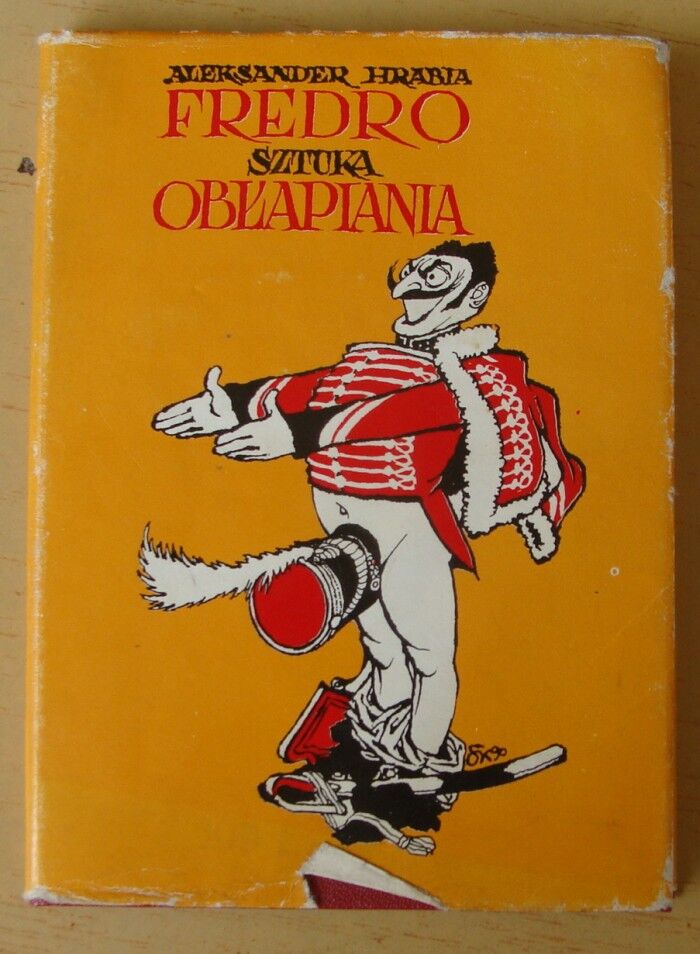 ALEKSANDER HRABIA
FREDRO
SZTUKA
OBŁAPIANIA